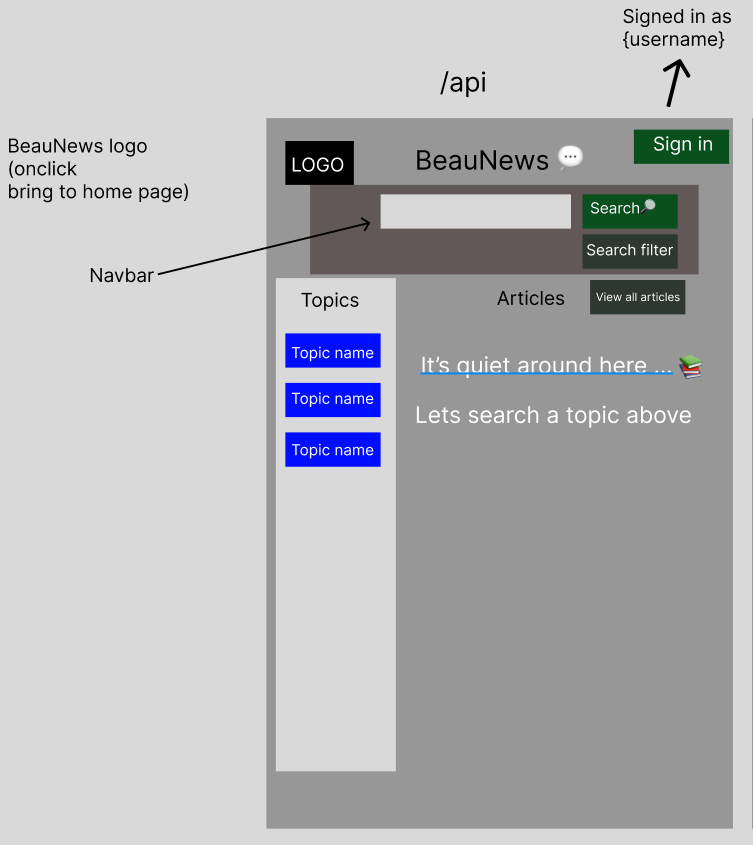 Signed in as
{username}
/api
BeauNews logo
(onclick
bring to home page)
LOGO
BeauNews 💬
Sign in
Search🔎
Search filter
Navbar
Topics
Articles
View all articles
Topic name
Topic name
Topic name
It’s quiet around here ... 📚
Lets search a topic above